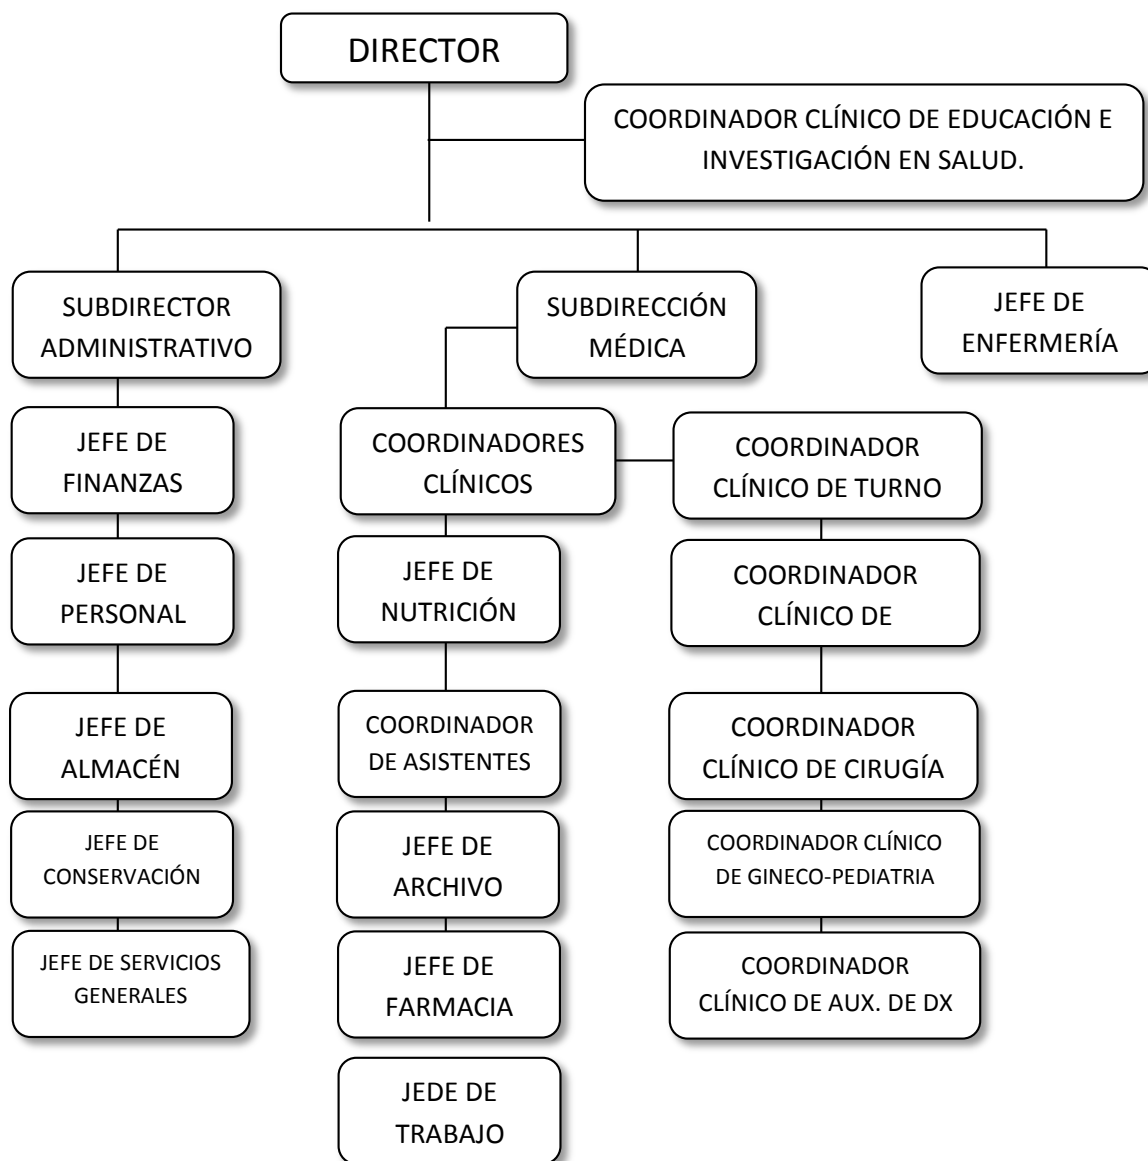 DIRECTOR
COORDINADOR CLÍNICO DE EDUCACIÓN E
INVESTIGACIÓN EN SALUD.
SUBDIRECTOR
ADMINISTRATIVO
SUBDIRECCIÓN
MÉDICA
JEFE DE
ENFERMERÍA
JEFE DE
FINANZAS
JEFE DE
PERSONAL
JEFE DE
ALMACÉN
JEFE DE
CONSERVACIÓN
JEFE DE SERVICIOS
GENERALES
COORDINADORES
CLÍNICOS
JEFE DE
NUTRICIÓN
COORDINADOR
DE ASISTENTES
JEFE DE
ARCHIVO
JEFE DE
FARMACIA
JEDE DE
TRABAJO
COORDINADOR
CLÍNICO DE TURNO
COORDINADOR
CLÍNICO DE
COORDINADOR
CLÍNICO DE CIRUGÍA
COORDINADOR CLÍNICO
DE GINECO-PEDIATRIA
COORDINADOR
CLÍNICO DE AUX. DE DX